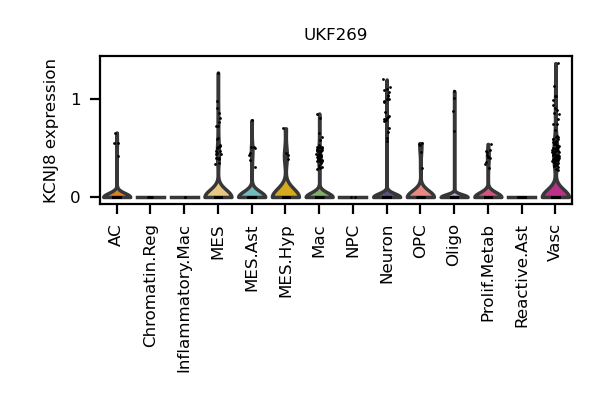 UKF269
KCNJ8 expression
1
0
AC
Chromatin.Reg
Inflammatory.Mac
MES
MES.Ast
MES.Hyp
Mac
NPC
Neuron
OPC
Oligo
Prolif.Metab
Reactive.Ast
Vasc